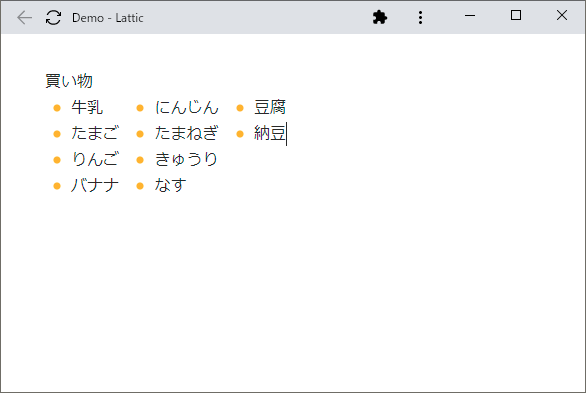 Demo - Lattic
買い物
牛乳 にんじん 豆腐
たまご たまねぎ 納豆
りんご きゅうり
バナナ なす